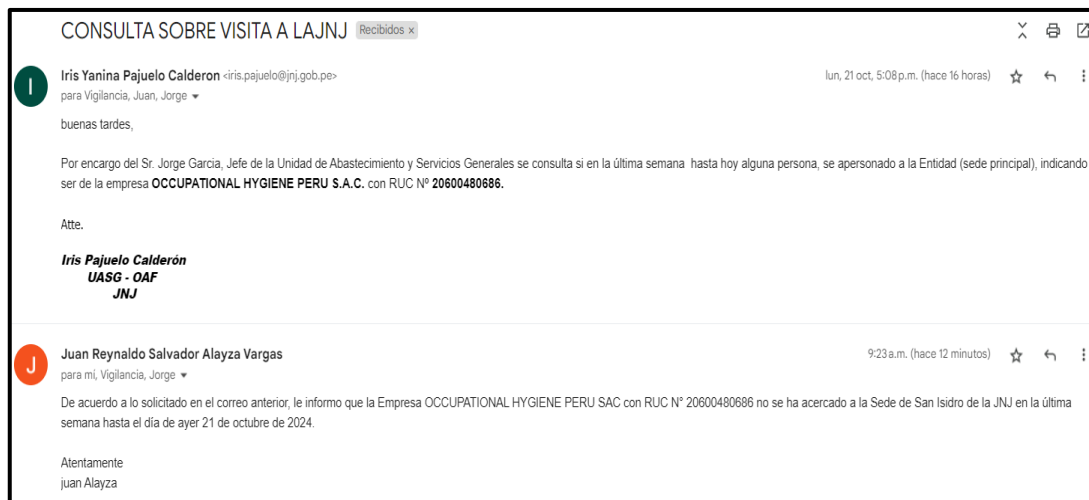 CONSULTA SOBRE VISITA A LAJNJ Recibidos ×
Iris Yanina Pajuelo Calderon <iris.pajuelo@jnj.gob.pe> lun, 21 oct, 5:08 p.m. (hace 16 horas)
para Vigilancia, Juan, Jorge
buenas tardes,
Por encargo del Sr. Jorge Garcia, Jefe de la Unidad de Abastecimiento y Servicios Generales se consulta si en la última semana hasta hoy alguna persona, se apersonado a la Entidad (sede principal), indicando
ser de la empresa OCCUPATIONAL HYGIENE PERU S.A.C. con RUC Nº 20600480686.
Atte.
Iris Pajuelo Calderón
UASG - OAF
JNJ
Juan Reynaldo Salvador Alayza Vargas 9:23 a.m. (hace 12 minutos)
para mí, Vigilancia, Jorge
De acuerdo a lo solicitado en el correo anterior, le informo que la Empresa OCCUPATIONAL HYGIENE PERU SAC con RUC N° 20600480686 no se ha acercado a la Sede de San Isidro de la JNJ en la última
semana hasta el día de ayer 21 de octubre de 2024.
Atentamente
juan Alayza
I
J